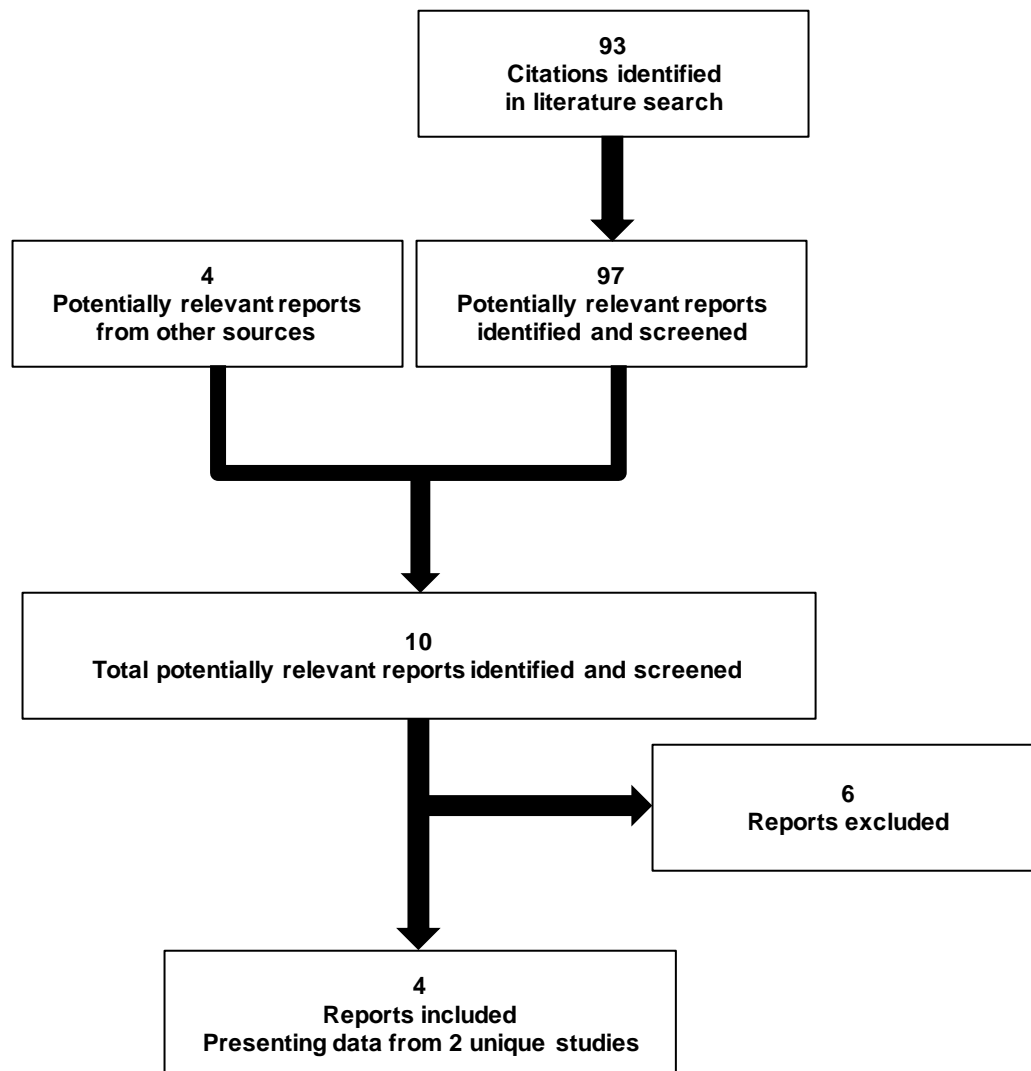 93
Citations identified
in literature search
4
Potentially relevant reports
from other sources
97
Potentially relevant reports
identified and screened
10
Total potentially relevant reports identified and screened
6
Reports excluded
4
Reports included
Presenting data from 2 unique studies